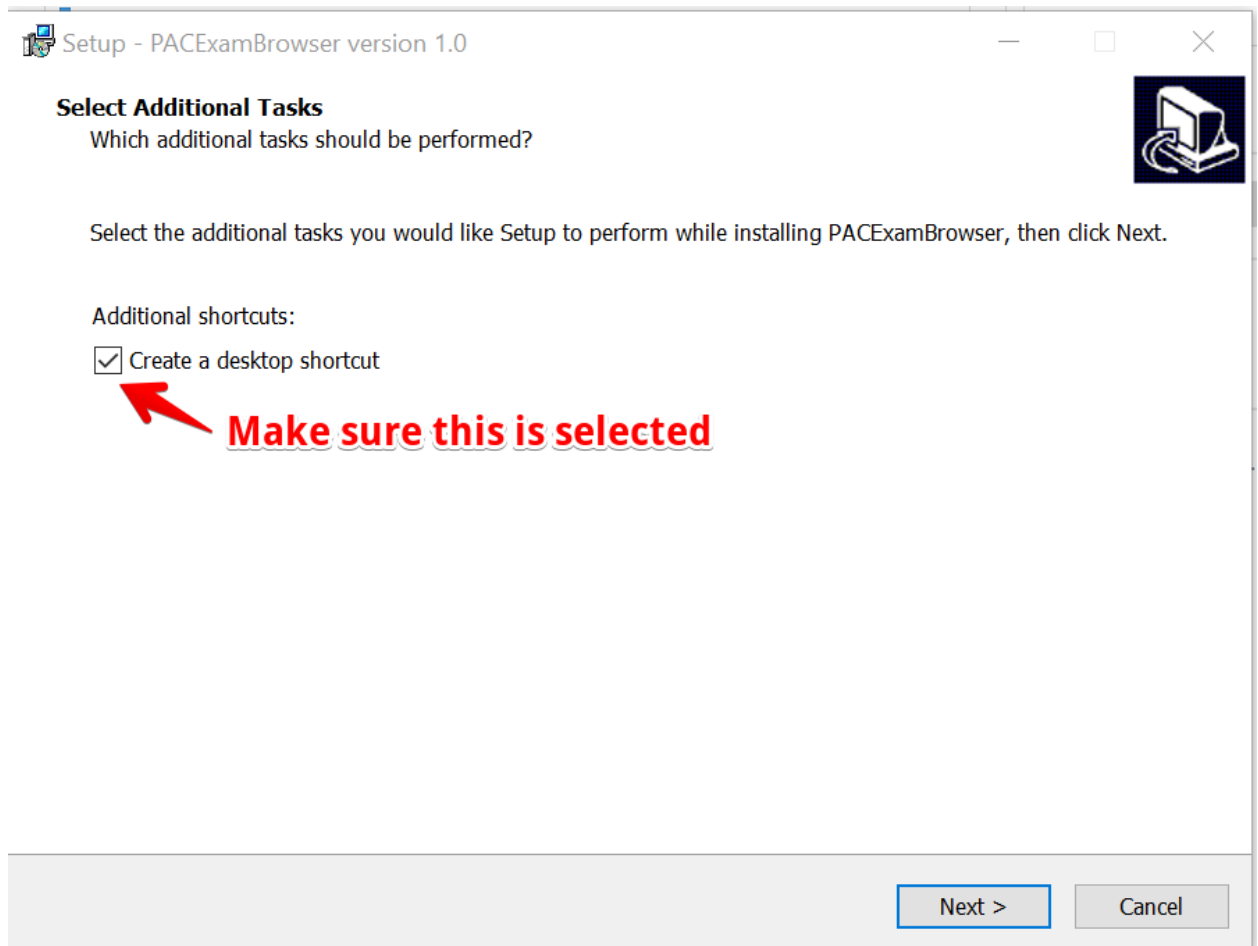 Setup - PACExamBrowser version 1.0
Select Additional Tasks
Which additional tasks should be performed?
Select the additional tasks you would like Setup to perform while installing PACExamBrowser, then click Next.
Additional shortcuts:
Create a desktop shortcut
Make sure this is selected
Next >
Cancel